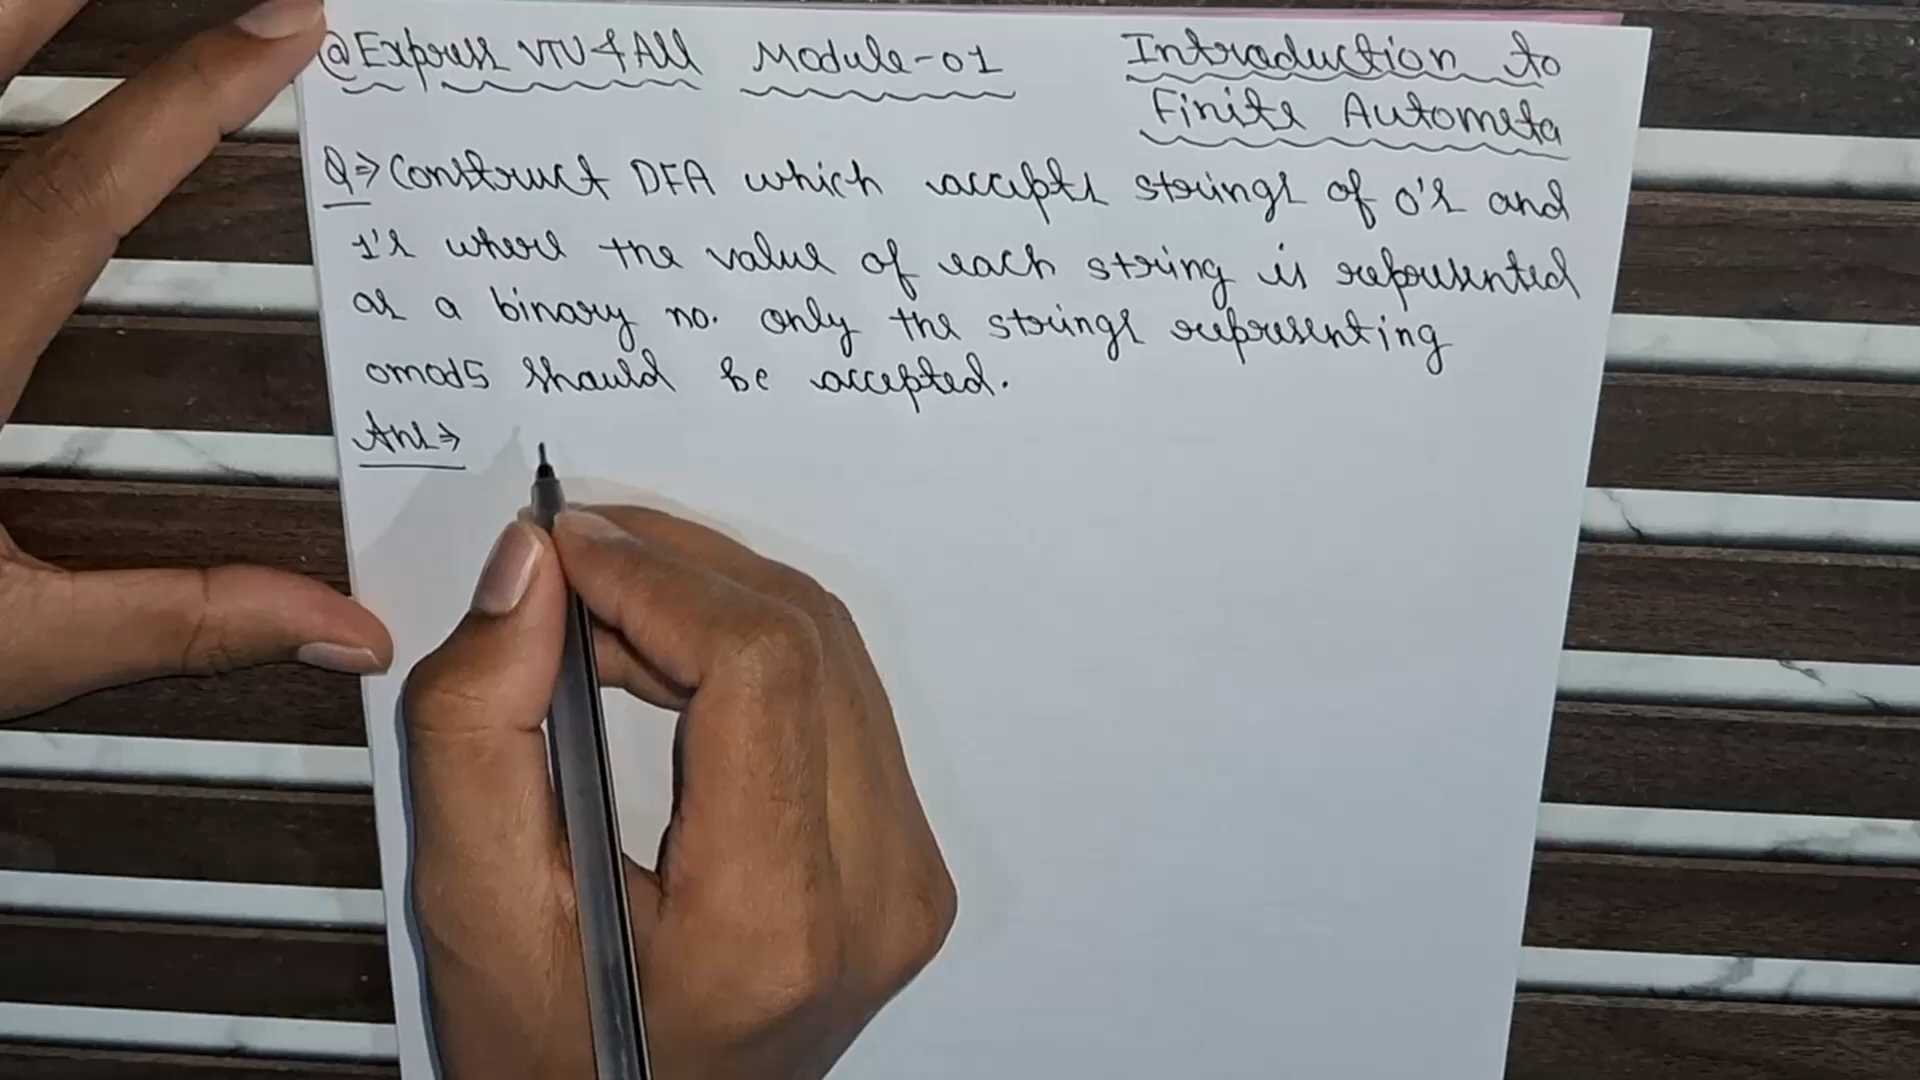 @Express VTU 4 All Module-01 Introduction to
Finite Autometa
Q⇒ Construct DFA which accepts strings of 0's and
1's where the value of each string is represented
as a binary no. only the strings representing
0mod5 should be accepted.
Ans⇒